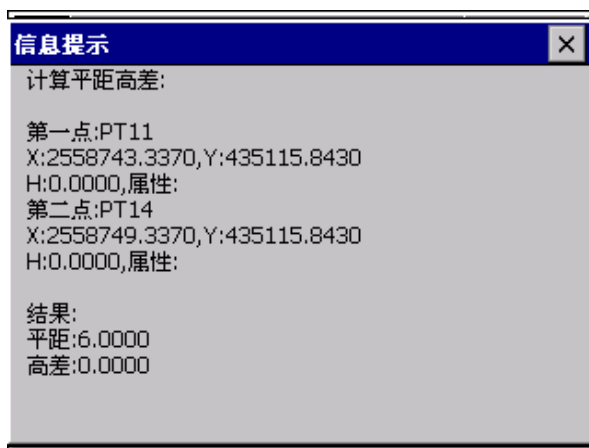 信息提示
计算平距高差:
第一点:PT11
X:2558743.3370,Y:435115.8430
H:0.0000,属性:
第二点:PT14
X:2558749.3370,Y:435115.8430
H:0.0000,属性:
结果:
平距:6.0000
高差:0.0000